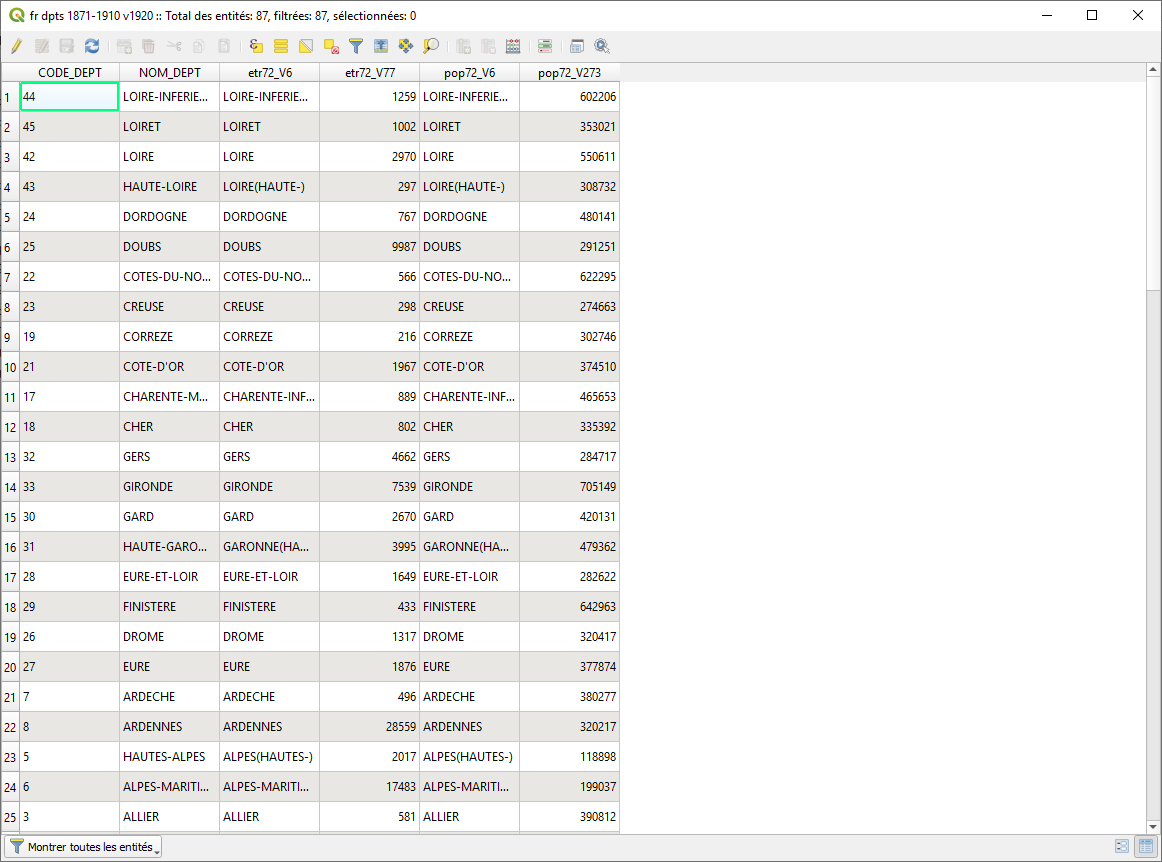 fr dpts 1871-1910 v1920 :: Total des entités: 87, filtrées: 87, sélectionnées: 0
CODE_DEPT NOM_DEPT etr72_V6 etr72_V77 pop72_V6 pop72_V273
1 44 LOIRE-INFERIE... LOIRE-INFERIE... 1259 LOIRE-INFERIE... 602206
2 45 LOIRET LOIRET 1002 LOIRET 353021
3 42 LOIRE LOIRE 2970 LOIRE 550611
4 43 HAUTE-LOIRE LOIRE(HAUTE-) 297 LOIRE(HAUTE-) 308732
5 24 DORDOGNE DORDOGNE 767 DORDOGNE 480141
6 25 DOUBS DOUBS 9987 DOUBS 291251
7 22 COTES-DU-NO... COTES-DU-NO... 566 COTES-DU-NO... 622295
8 23 CREUSE CREUSE 298 CREUSE 274663
9 19 CORREZE CORREZE 216 CORREZE 302746
10 21 COTE-D'OR COTE-D'OR 1967 COTE-D'OR 374510
11 17 CHARENTE-M... CHARENTE-INF... 889 CHARENTE-INF... 465653
12 18 CHER CHER 802 CHER 335392
13 32 GERS GERS 4662 GERS 284717
14 33 GIRONDE GIRONDE 7539 GIRONDE 705149
15 30 GARD GARD 2670 GARD 420131
16 31 HAUTE-GARO... GARONNE(HA... 3995 GARONNE(HA... 479362
17 28 EURE-ET-LOIR EURE-ET-LOIR 1649 EURE-ET-LOIR 282622
18 29 FINISTERE FINISTERE 433 FINISTERE 642963
19 26 DROME DROME 1317 DROME 320417
20 27 EURE EURE 1876 EURE 377874
21 7 ARDECHE ARDECHE 496 ARDECHE 380277
22 8 ARDENNES ARDENNES 28559 ARDENNES 320217
23 5 HAUTES-ALPES ALPES(HAUTES-) 2017 ALPES(HAUTES-) 118898
24 6 ALPES-MARITI... ALPES-MARITI... 17483 ALPES-MARITI... 199037
25 3 ALLIER ALLIER 581 ALLIER 390812
Montrer toutes les entités